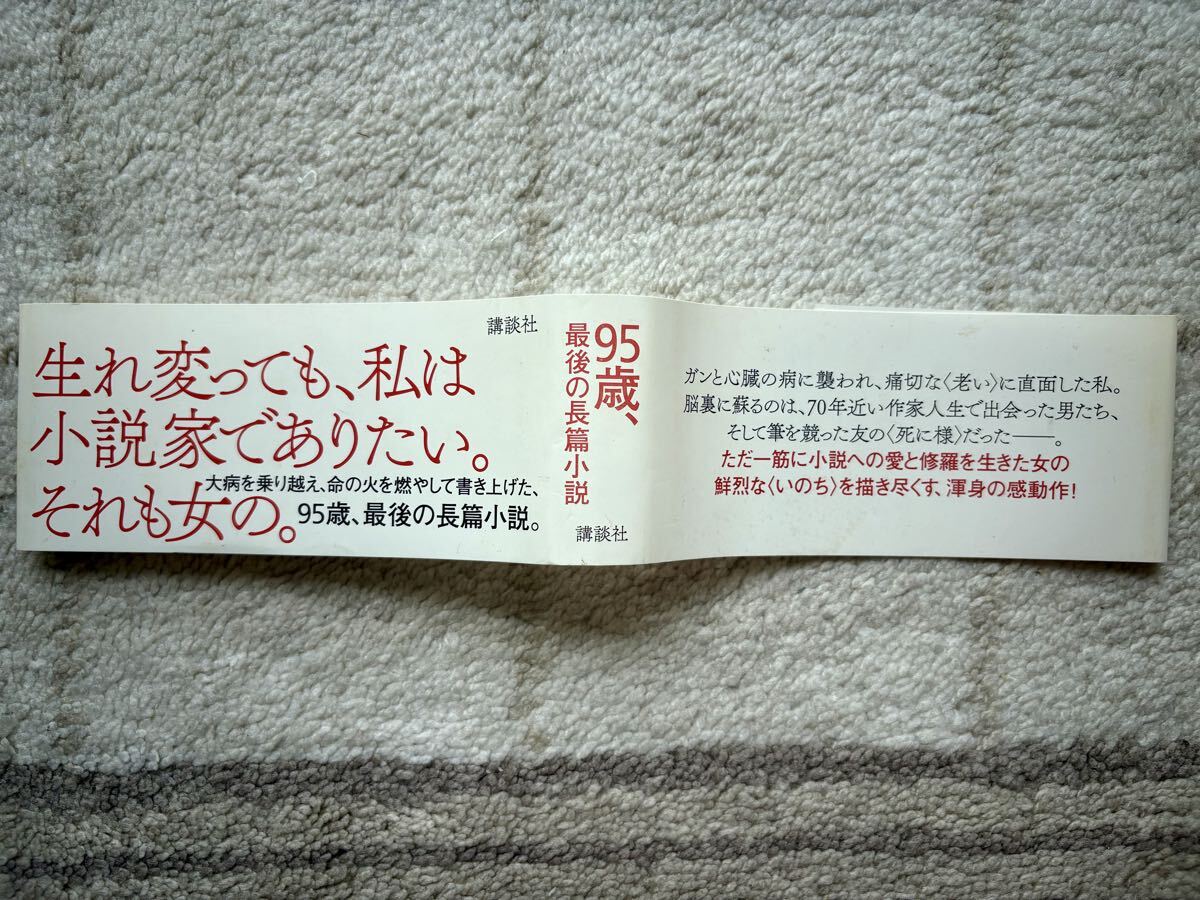 講談社
生れ変っても、私は
小説家でありたい。
それも女の。
大病を乗り越え、命の火を燃やして書き上げた、
95歳、最後の長篇小説。
95歳、
最後の長篇小説
講談社
ガンと心臓の病に襲われ、痛切な〈老い〉に直面した私。
脳裏に蘇るのは、70年近い作家人生で出会った男たち、
そして筆を競った友の〈死に様〉だった――。
ただ一筋に小説への愛と修羅を生きた女の
鮮烈な〈いのち〉を描き尽くす、渾身の感動作!